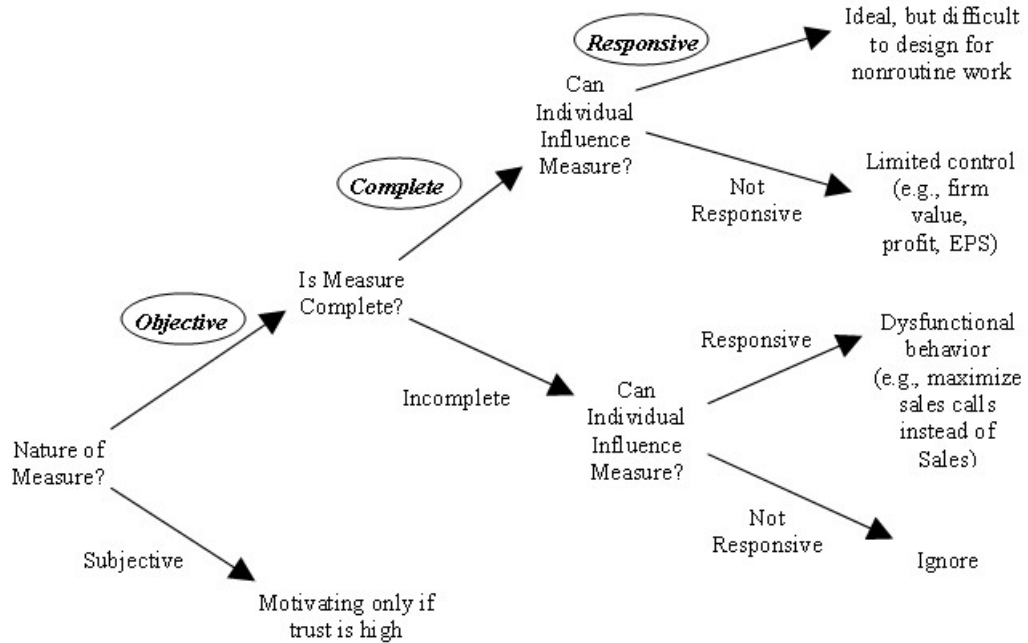 Responsive
Ideal, but difficult
to design for
nonroutine work
Can
Individual
Influence
Measure?
Not
Responsive
Limited control
(e.g., firm
value,
profit, EPS)
Complete
Is Measure
Complete?
Objective
Incomplete
Responsive
Dysfunctional
behavior
(e.g., maximize
sales calls
instead of
Sales)
Can
Individual
Influence
Measure?
Not
Responsive
Ignore
Nature of
Measure?
Subjective
Motivating only if
trust is high